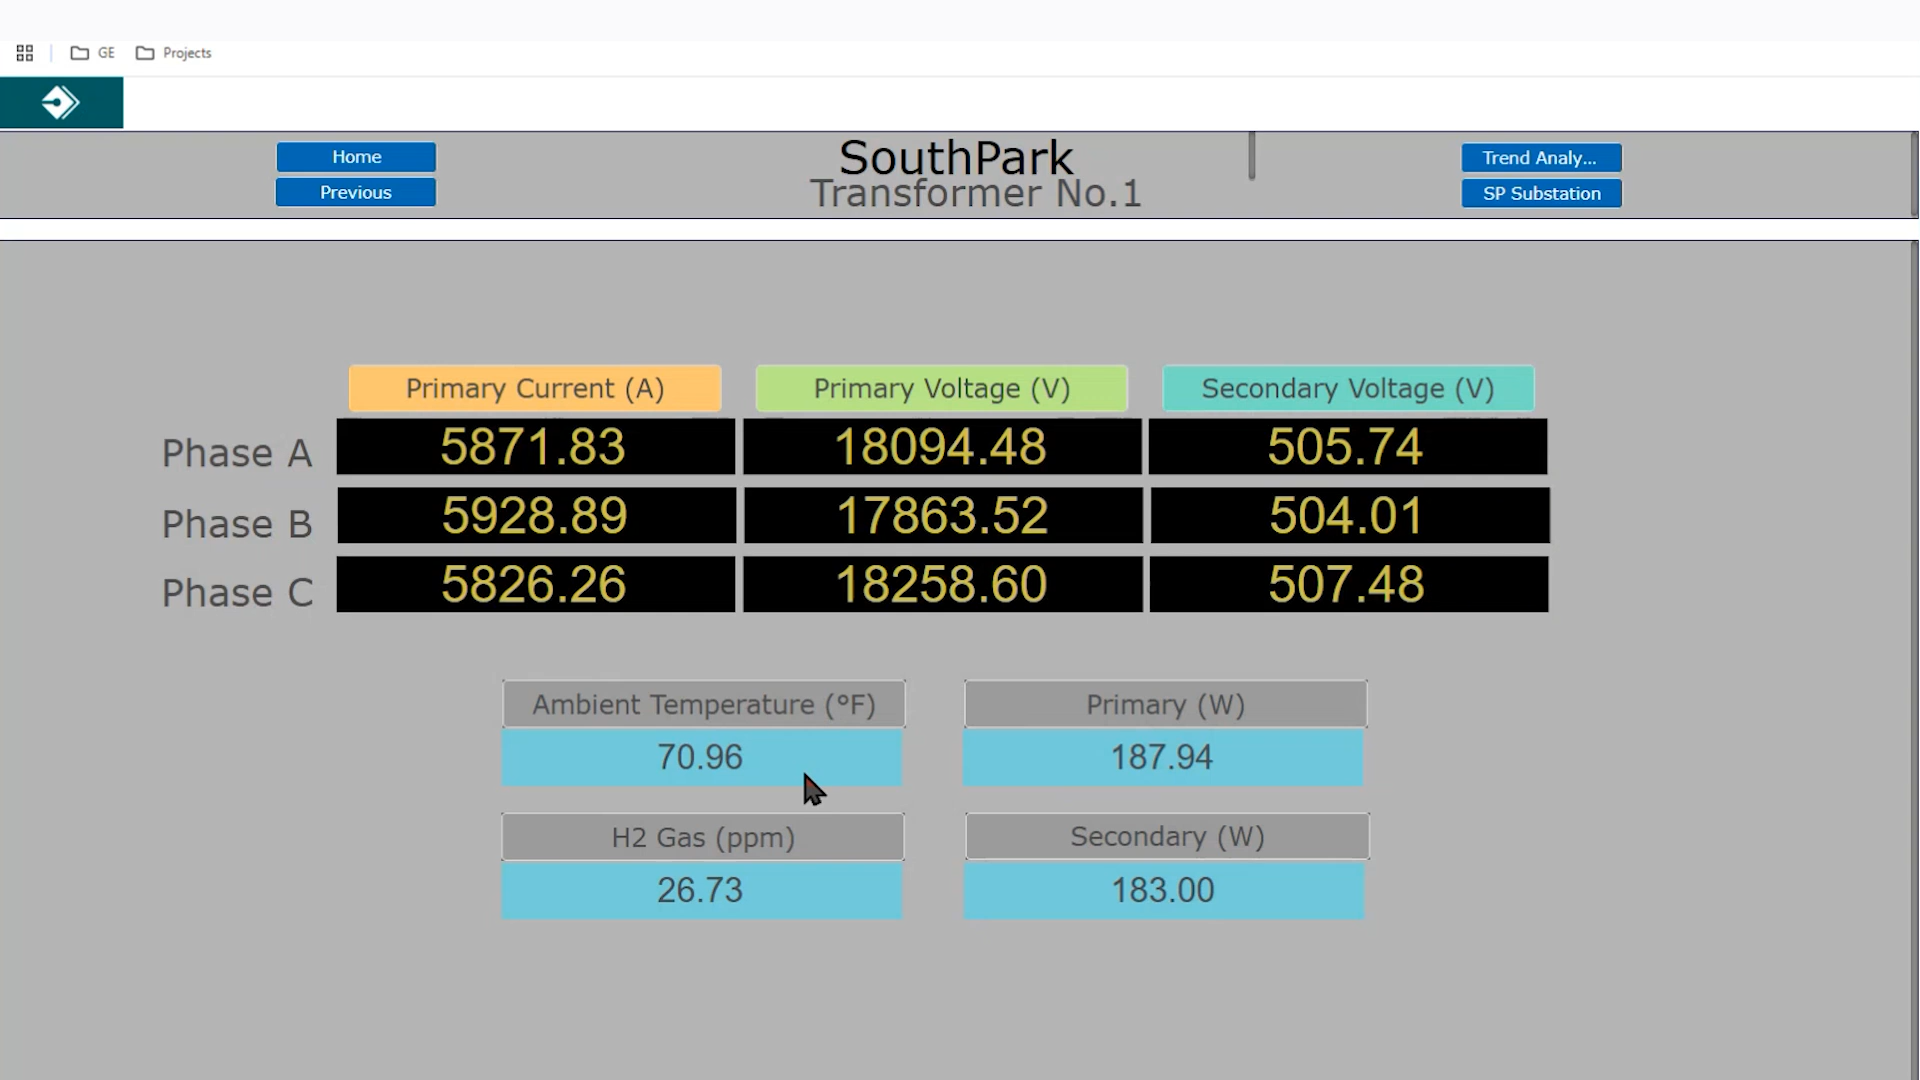 GE Projects
SouthPark
Transformer No.1
Home
Previous
Trend Analy...
SP Substation
Primary Current (A) Primary Voltage (V) Secondary Voltage (V)
Phase A 5871.83 18094.48 505.74
Phase B 5928.89 17863.52 504.01
Phase C 5826.26 18258.60 507.48
Ambient Temperature (°F) Primary (W)
70.96 187.94
H2 Gas (ppm) Secondary (W)
26.73 183.00